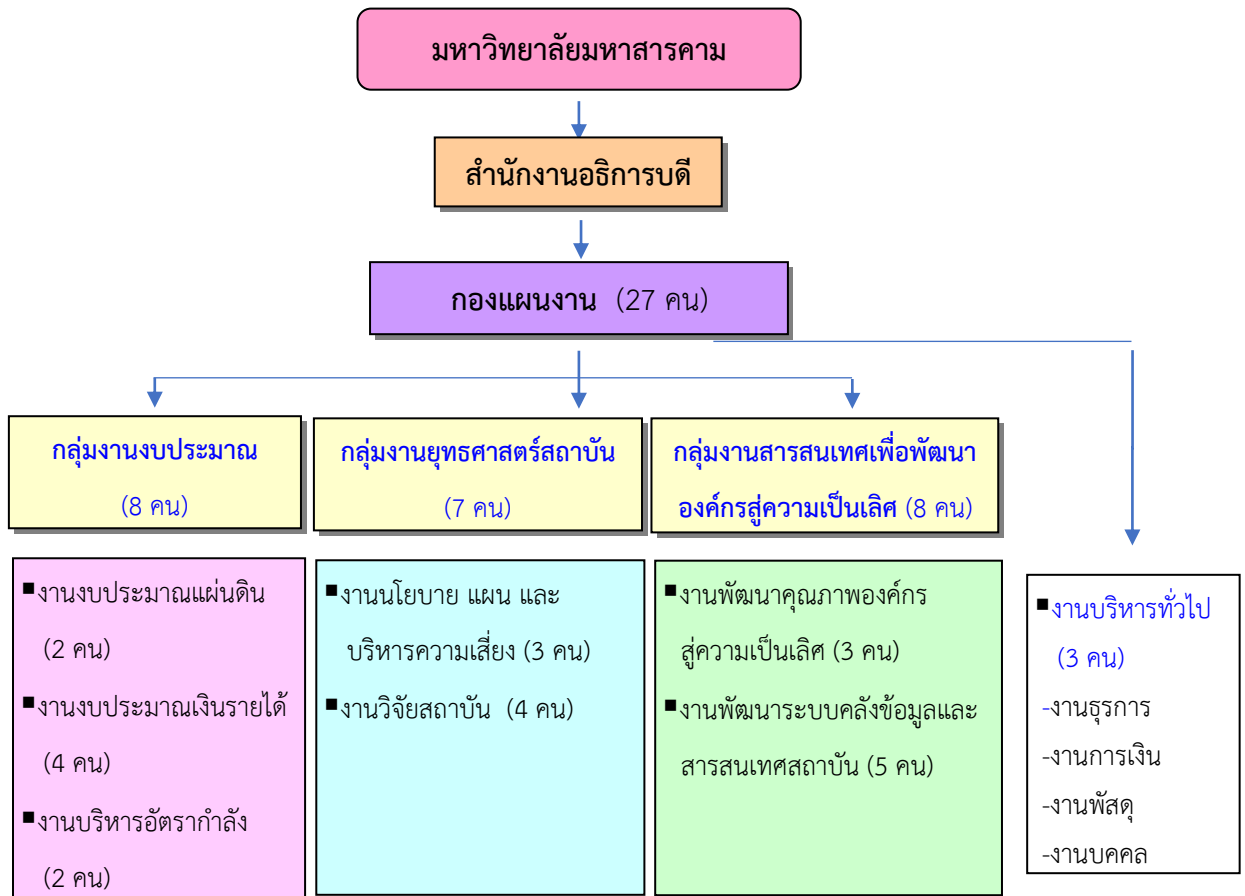 มหาวิทยาลัยมหาสารคาม
สำนักงานอธิการบดี
กองแผนงาน (27 คน)
กลุ่มงานงบประมาณ
(8 คน)
กลุ่มงานยุทธศาสตร์สถาบัน
(7 คน)
กลุ่มงานสารสนเทศเพื่อพัฒนา
องค์กรสู่ความเป็นเลิศ (8 คน)
▪งานงบประมาณแผ่นดิน
(2 คน)
▪งานงบประมาณเงินรายได้
(4 คน)
▪งานบริหารอัตรากำลัง
(2 คน)
▪งานนโยบาย แผน และ
บริหารความเสี่ยง (3 คน)
▪งานวิจัยสถาบัน (4 คน)
▪งานพัฒนาคุณภาพองค์กร
สู่ความเป็นเลิศ (3 คน)
▪งานพัฒนาระบบคลังข้อมูลและ
สารสนเทศสถาบัน (5 คน)
▪งานบริหารทั่วไป
(3 คน)
-งานธุรการ
-งานการเงิน
-งานพัสดุ
-งานบคคล